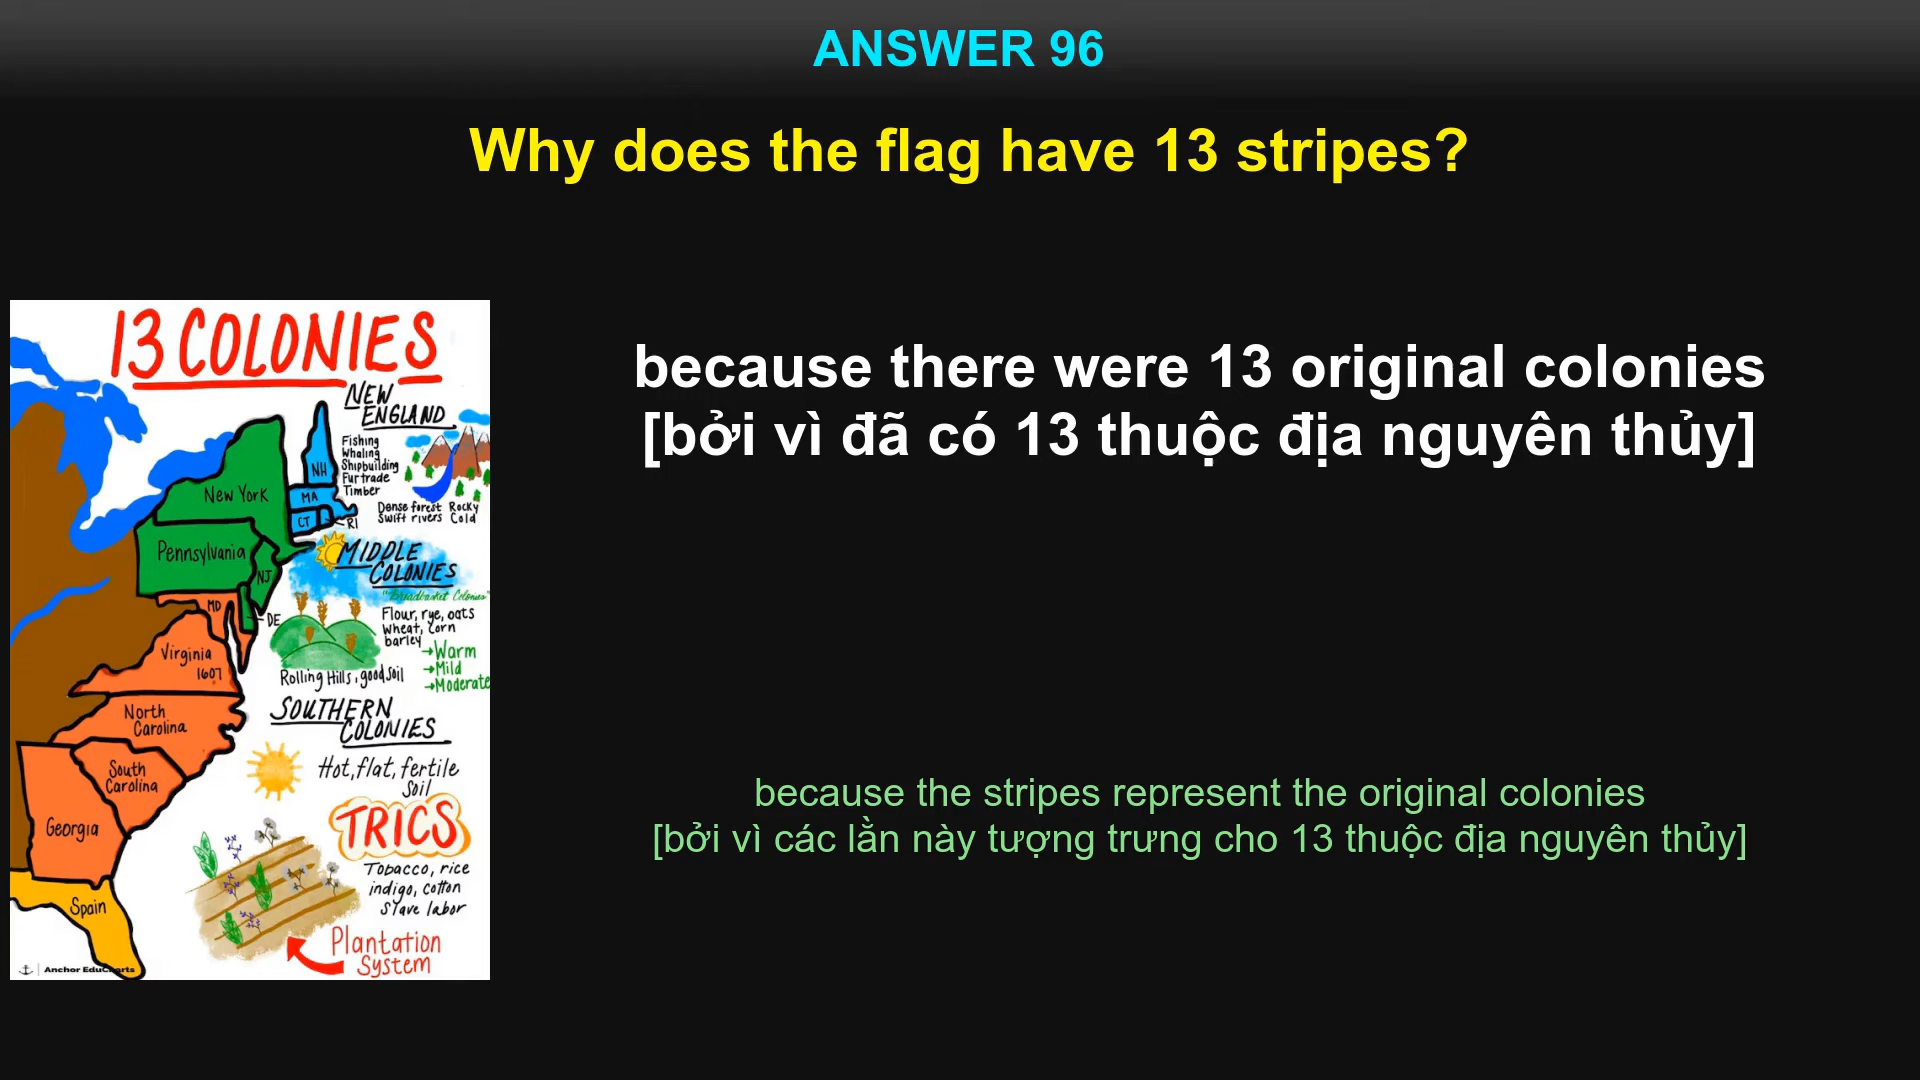 ANSWER 96
Why does the flag have 13 stripes?
because there were 13 original colonies
[bởi vì đã có 13 thuộc địa nguyên thủy]
because the stripes represent the original colonies
[bởi vì các lằn này tượng trưng cho 13 thuộc địa nguyên thủy]
13 COLONIES
NEW
ENGLAND
Fishing
Whaling
Shipbuilding
Fur trade
Timber
Dense forest Rocky
Swift rivers Cold
NH
New York
MA
CT
RI
Pennsylvania
NJ
MIDDLE
COLONIES
"Breadbasket Colonies"
MD
DE
Flour, rye, oats
Wheat, Corn
barley
→Warm
→Mild
→Moderate
Rolling Hills, good soil
Virginia
1607
SOUTHERN
COLONIES
North
Carolina
Hot, flat, fertile
soil
South
Carolina
Georgia
TRICS
Tobacco, rice
indigo, cotton
Slave labor
Spain
Plantation
System
Anchor EduCharts